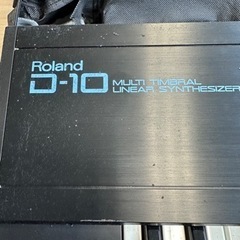 Roland
D-10 MULTI TIMBRAL
LINEAR SYNTHESIZER